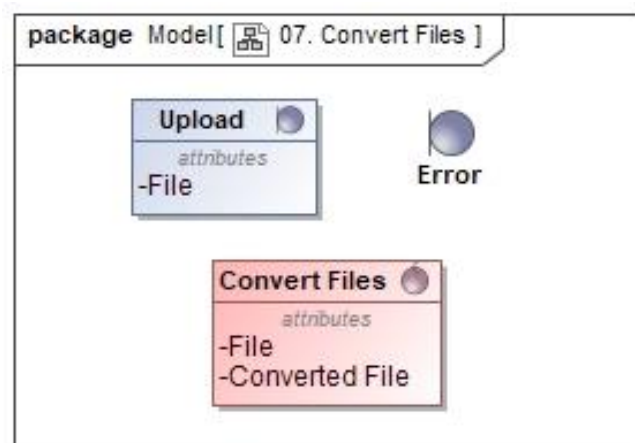 package Model[ 07. Convert Files ]
Upload
attributes
-File
Error
Convert Files
attributes
-File
-Converted File